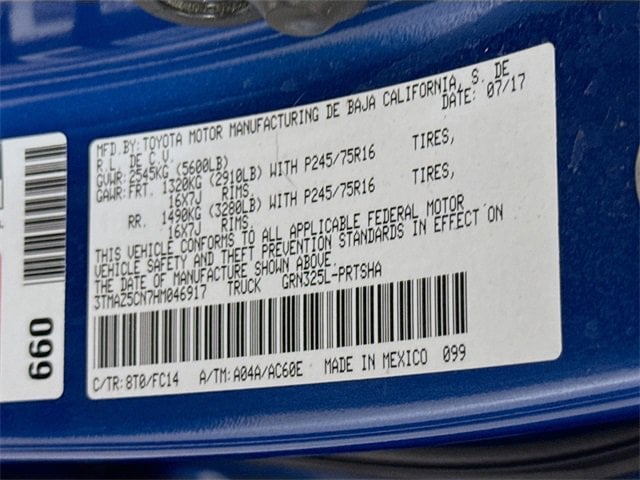 MFD.BY:TOYOTA MOTOR MANUFACTURING DE BAJA CALIFORNIA, S. DE
R.L. DE C.V. DATE: 07/17
GVWR:2545KG (5600LB)
GAWR:FRT. 1320KG (2910LB) WITH P245/75R16 TIRES,
16X7J RIMS.
RR. 1490KG (3280LB) WITH P245/75R16 TIRES,
16X7J RIMS.
THIS VEHICLE CONFORMS TO ALL APPLICABLE FEDERAL MOTOR
VEHICLE SAFETY AND THEFT PREVENTION STANDARDS IN EFFECT ON
THE DATE OF MANUFACTURE SHOWN ABOVE.
3TMAZ5CN7HM046917 TRUCK GRN325L-PRTSHA
C/TR:8T0/FC14 A/TM:A04A/AC60E MADE IN MEXICO 099
099